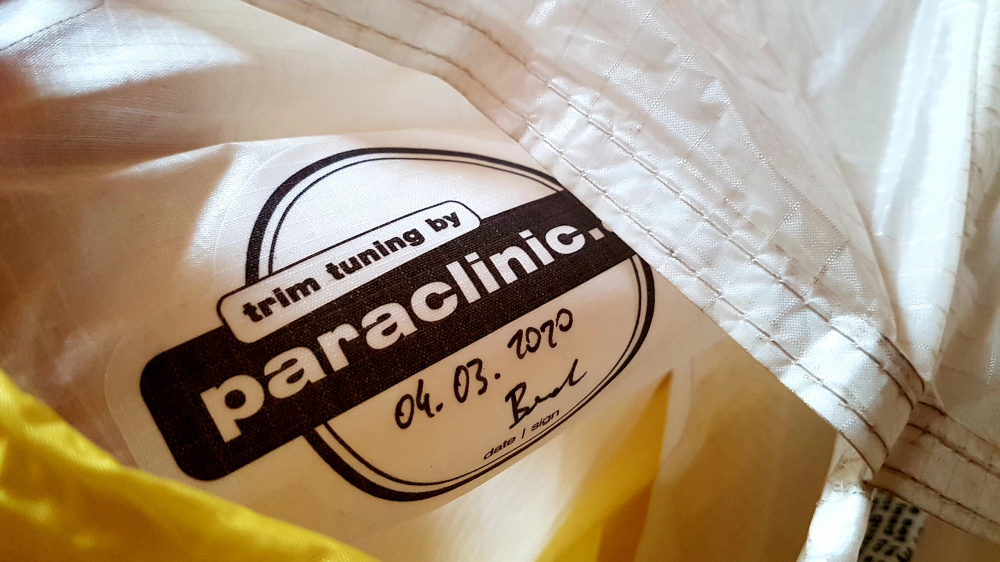 trim tuning by
paraclinic.
04.03.2020
date / sign